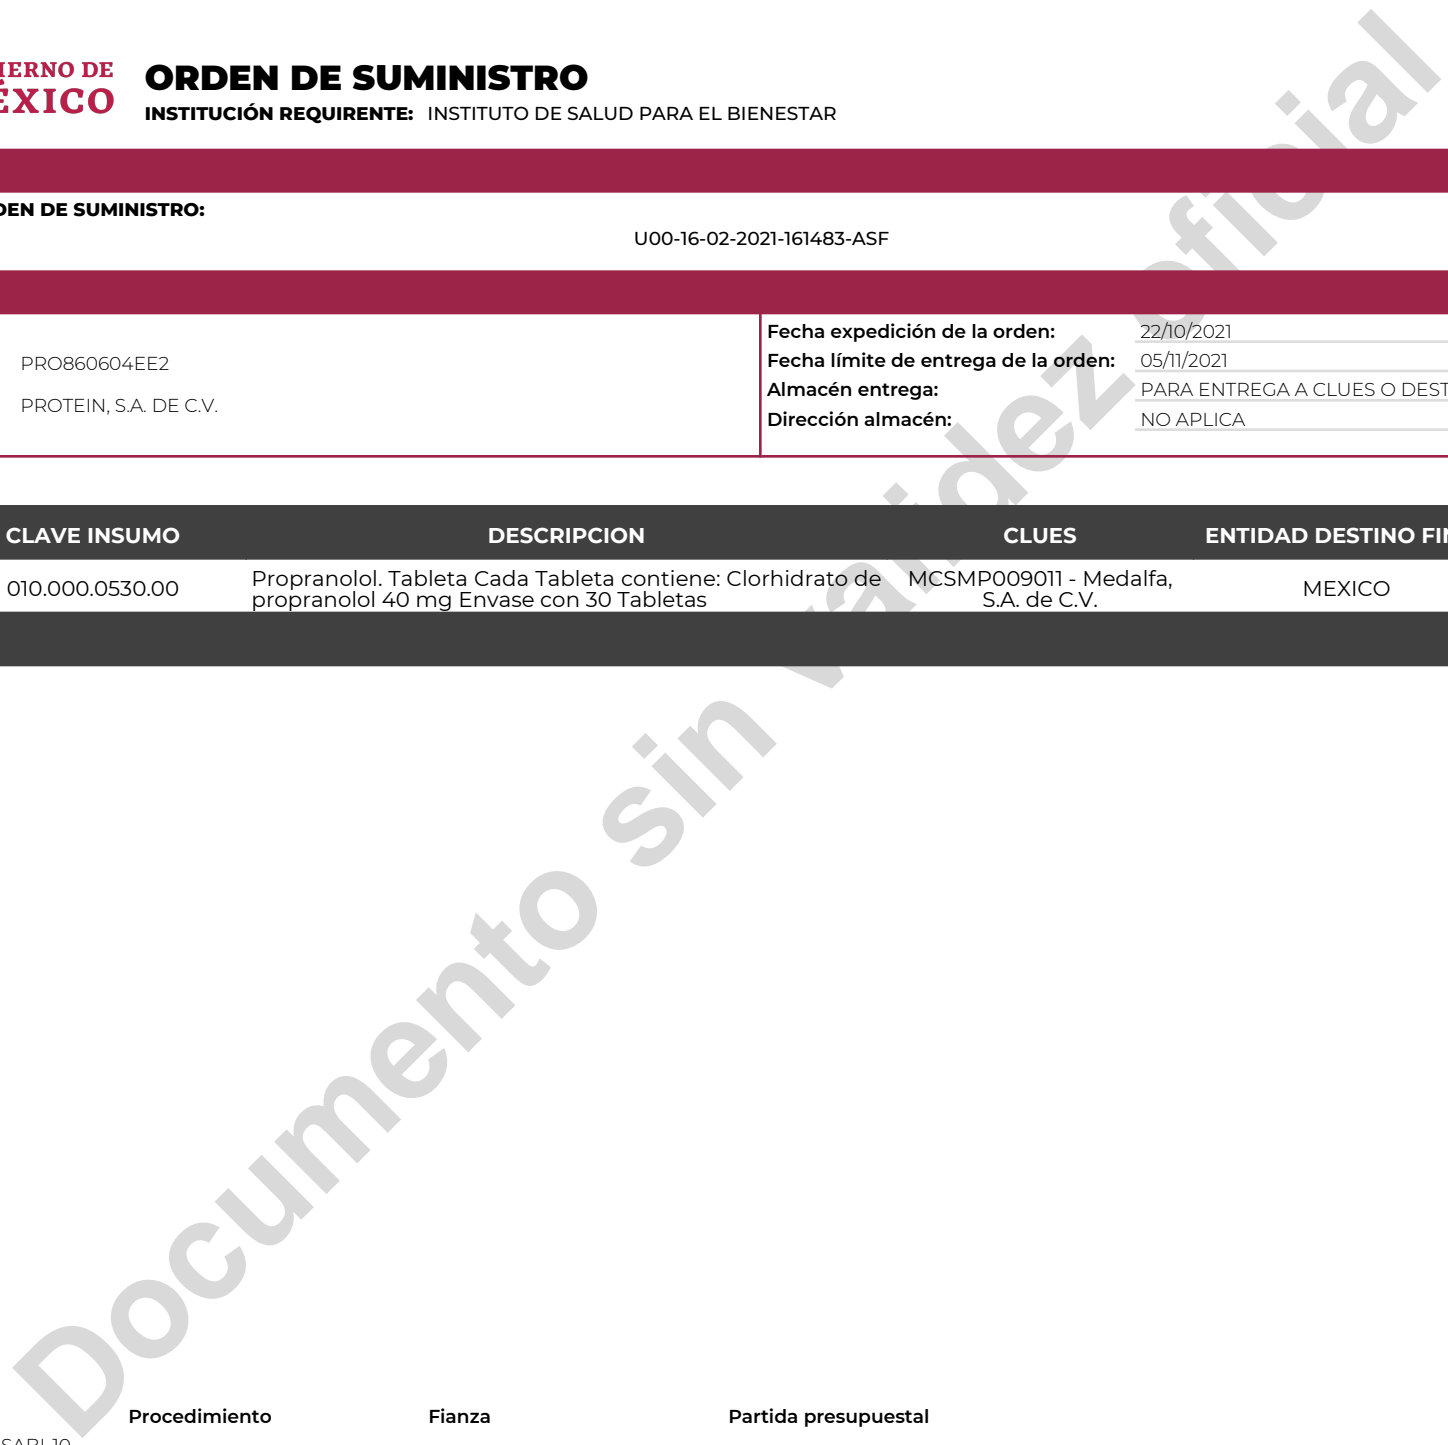 IERNO DE
ÉXICO
ORDEN DE SUMINISTRO
INSTITUCIÓN REQUIRENTE: INSTITUTO DE SALUD PARA EL BIENESTAR
DEN DE SUMINISTRO:
U00-16-02-2021-161483-ASF
PRO860604EE2
PROTEIN, S.A. DE C.V.
Fecha expedición de la orden: 22/10/2021
Fecha límite de entrega de la orden: 05/11/2021
Almacén entrega: PARA ENTREGA A CLUES O DEST
Dirección almacén: NO APLICA
CLAVE INSUMO DESCRIPCION CLUES ENTIDAD DESTINO FIN
010.000.0530.00
Propranolol. Tableta Cada Tableta contiene: Clorhidrato de
propranolol 40 mg Envase con 30 Tabletas
MCSMP009011 - Medalfa,
S.A. de C.V.
MEXICO
Documento sin validez oficial
Procedimiento Fianza Partida presupuestal